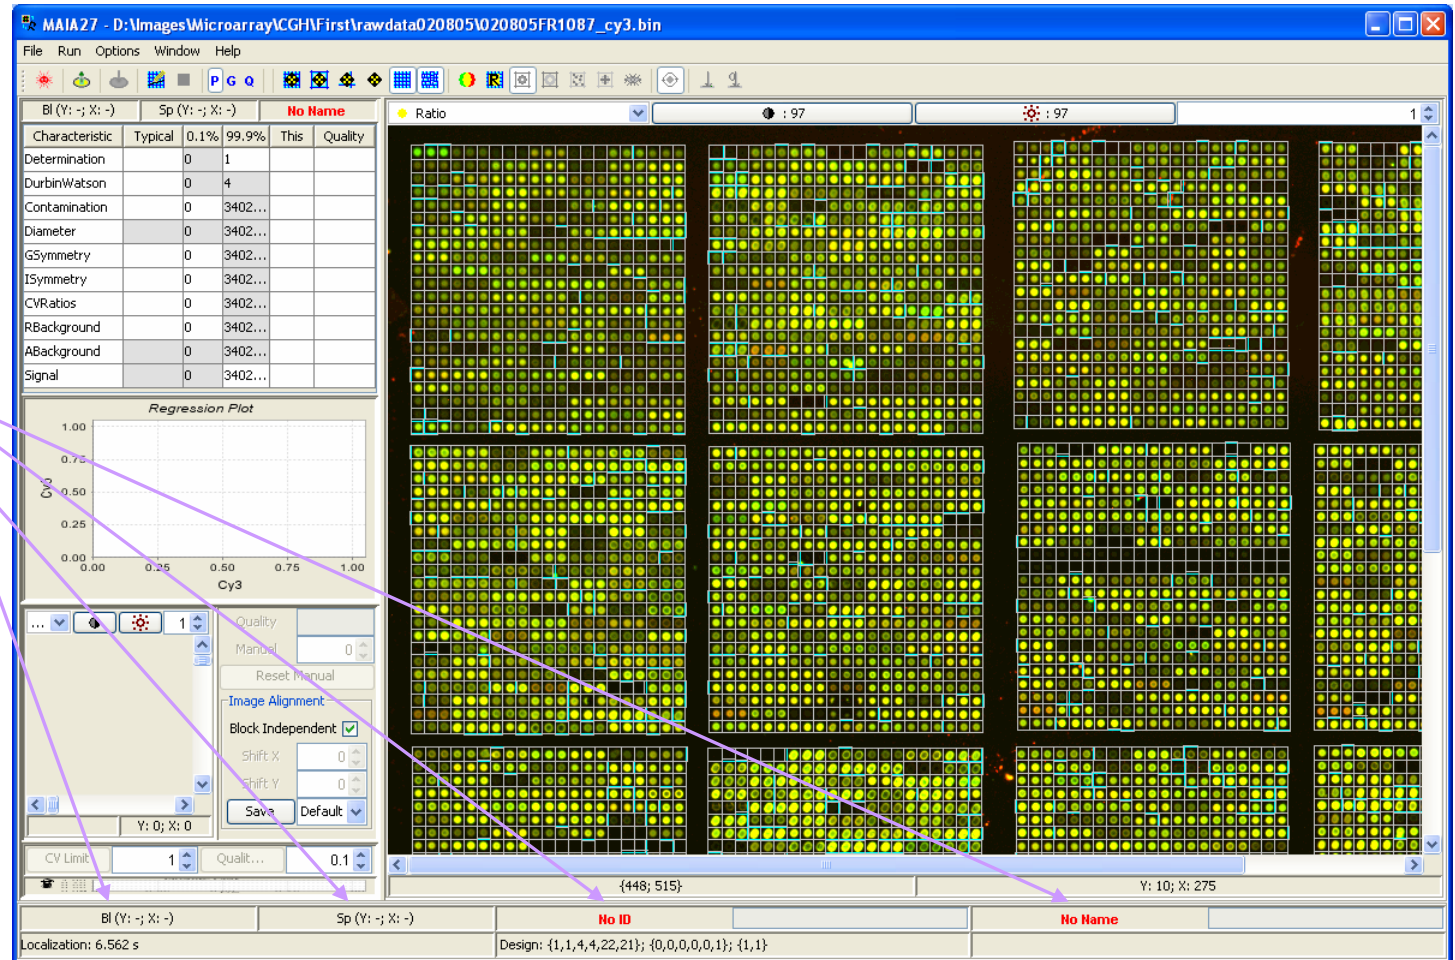 MAIA27 - D:\Images\Microarray\CGH\First\rawdata020805\020805FR1087_cy3.bin
File Run Options Window Help
P G Q R
Bl (Y: -; X: -) Sp (Y: -; X: -) No Name
Ratio : 97 : 97 1
Characteristic Typical 0.1% 99.9% This Quality
Determination 0 1
DurbinWatson 0 4
Contamination 0 3402...
Diameter 0 3402...
GSymmetry 0 3402...
ISymmetry 0 3402...
CVRatios 0 3402...
RBackground 0 3402...
ABackground 0 3402...
Signal 0 3402...
Regression Plot
1.00
0.75
0.50
0.25
0.00
Cy5
0.00 0.25 0.50 0.75 1.00
Cy3
... 1
Quality
Manual 0
Reset Manual
Image Alignment
Block Independent
Shift X 0
Shift Y 0
Save Default
Y: 0; X: 0
CV Limit 1 Qualit... 0.1
{448; 515} Y: 10; X: 275
Bl (Y: -; X: -) Sp (Y: -; X: -) No ID No Name
Localization: 6.562 s Design: {1,1,4,4,22,21}; {0,0,0,0,0,1}; {1,1}